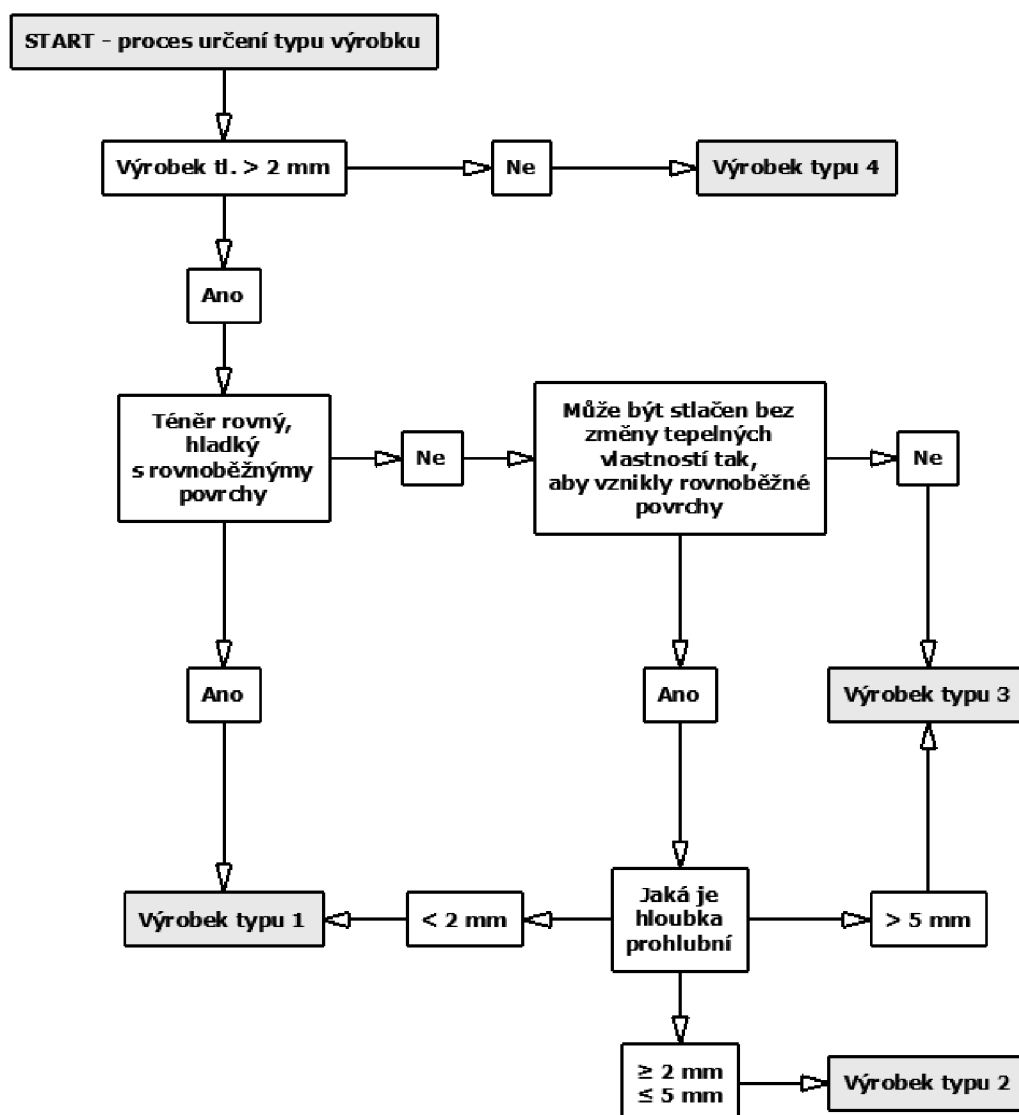 START - proces určení typu výrobku
Výrobek tl. > 2 mm
Ne
Výrobek typu 4
Ano
Téněr rovný,
hladký
s rovnoběžnýmy
povrchy
Ne
Může být stlačen bez
změny tepelných
vlastností tak,
aby vznikly rovnoběžné
povrchy
Ne
Ano
Ano
Výrobek typu 3
Výrobek typu 1
< 2 mm
Jaká je
hloubka
prohlubní
> 5 mm
≥ 2 mm
≤ 5 mm
Výrobek typu 2